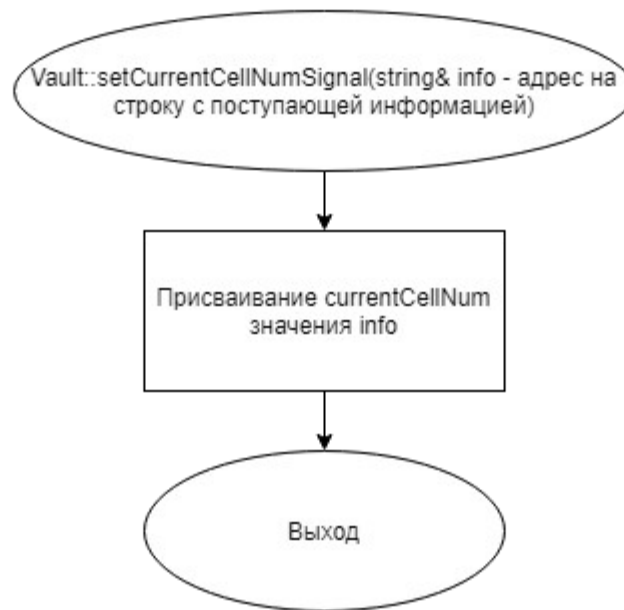 Vault::setCurrentCellNumSignal(string& info - адрес на
строку с поступающей информацией)
Присваивание currentCellNum
значения info
Выход